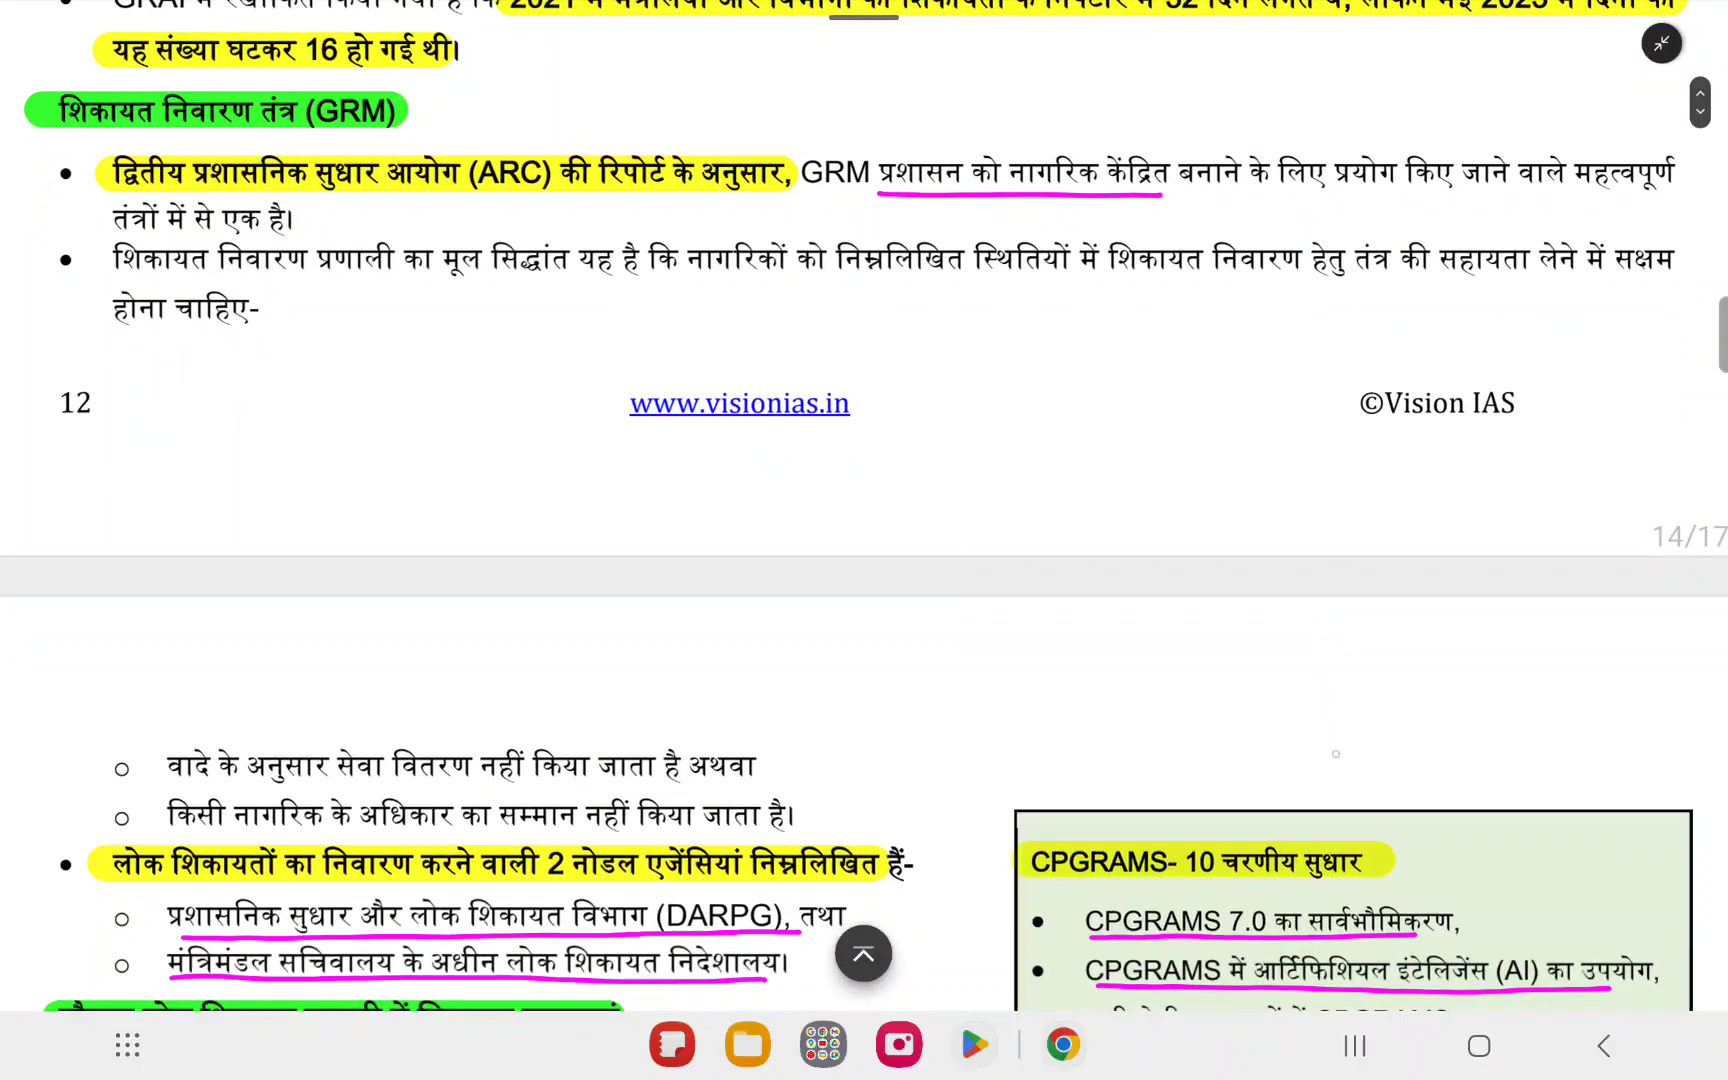 यह संख्या घटकर 16 हो गई थी।
शिकायत निवारण तंत्र (GRM)
• द्वितीय प्रशासनिक सुधार आयोग (ARC) की रिपोर्ट के अनुसार, GRM प्रशासन को नागरिक केंद्रित बनाने के लिए प्रयोग किए जाने वाले महत्वपूर्ण
तंत्रों में से एक है।
• शिकायत निवारण प्रणाली का मूल सिद्धांत यह है कि नागरिकों को निम्नलिखित स्थितियों में शिकायत निवारण हेतु तंत्र की सहायता लेने में सक्षम
होना चाहिए-
12 www.visionias.in ©Vision IAS
14/17
o वादे के अनुसार सेवा वितरण नहीं किया जाता है अथवा
o किसी नागरिक के अधिकार का सम्मान नहीं किया जाता है।
• लोक शिकायतों का निवारण करने वाली 2 नोडल एजेंसियां निम्नलिखित हैं-
o प्रशासनिक सुधार और लोक शिकायत विभाग (DARPG), तथा
o मंत्रिमंडल सचिवालय के अधीन लोक शिकायत निदेशालय।
CPGRAMS- 10 चरणीय सुधार
• CPGRAMS 7.0 का सार्वभौमिकरण,
• CPGRAMS में आर्टिफिशियल इंटेलिजेंस (AI) का उपयोग,